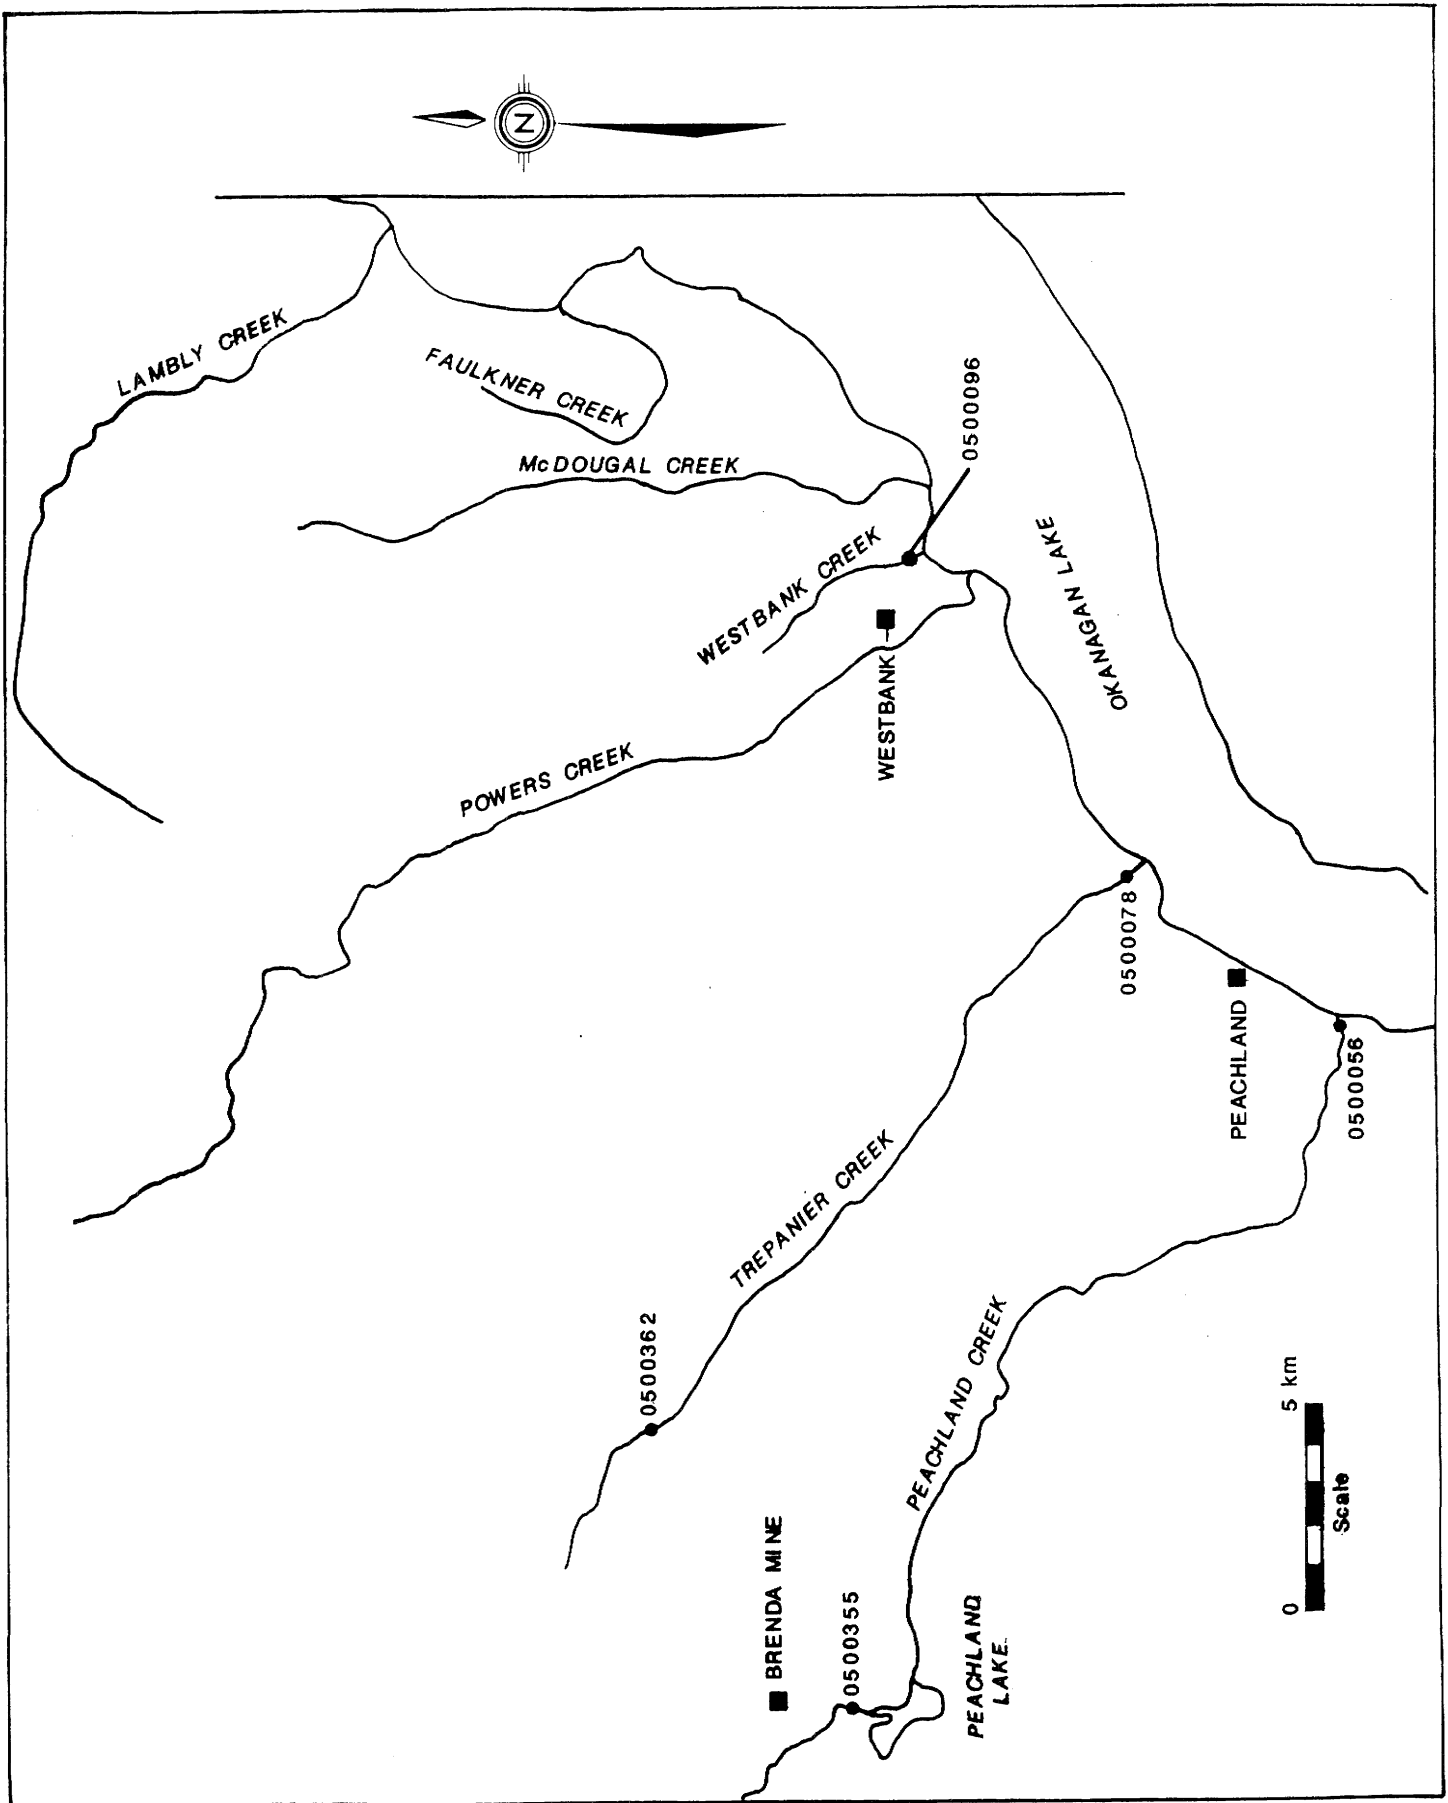 N
LAMBLY CREEK
FAULKNER CREEK
McDOUGAL CREEK
0500096
WESTBANK CREEK
OKANAGAN LAKE
WESTBANK
POWERS CREEK
0500078
PEACHLAND
0500056
TREPANIER CREEK
0500362
PEACHLAND CREEK
BRENDA MINE
0500355
PEACHLAND
LAKE
0
5 km
Scale